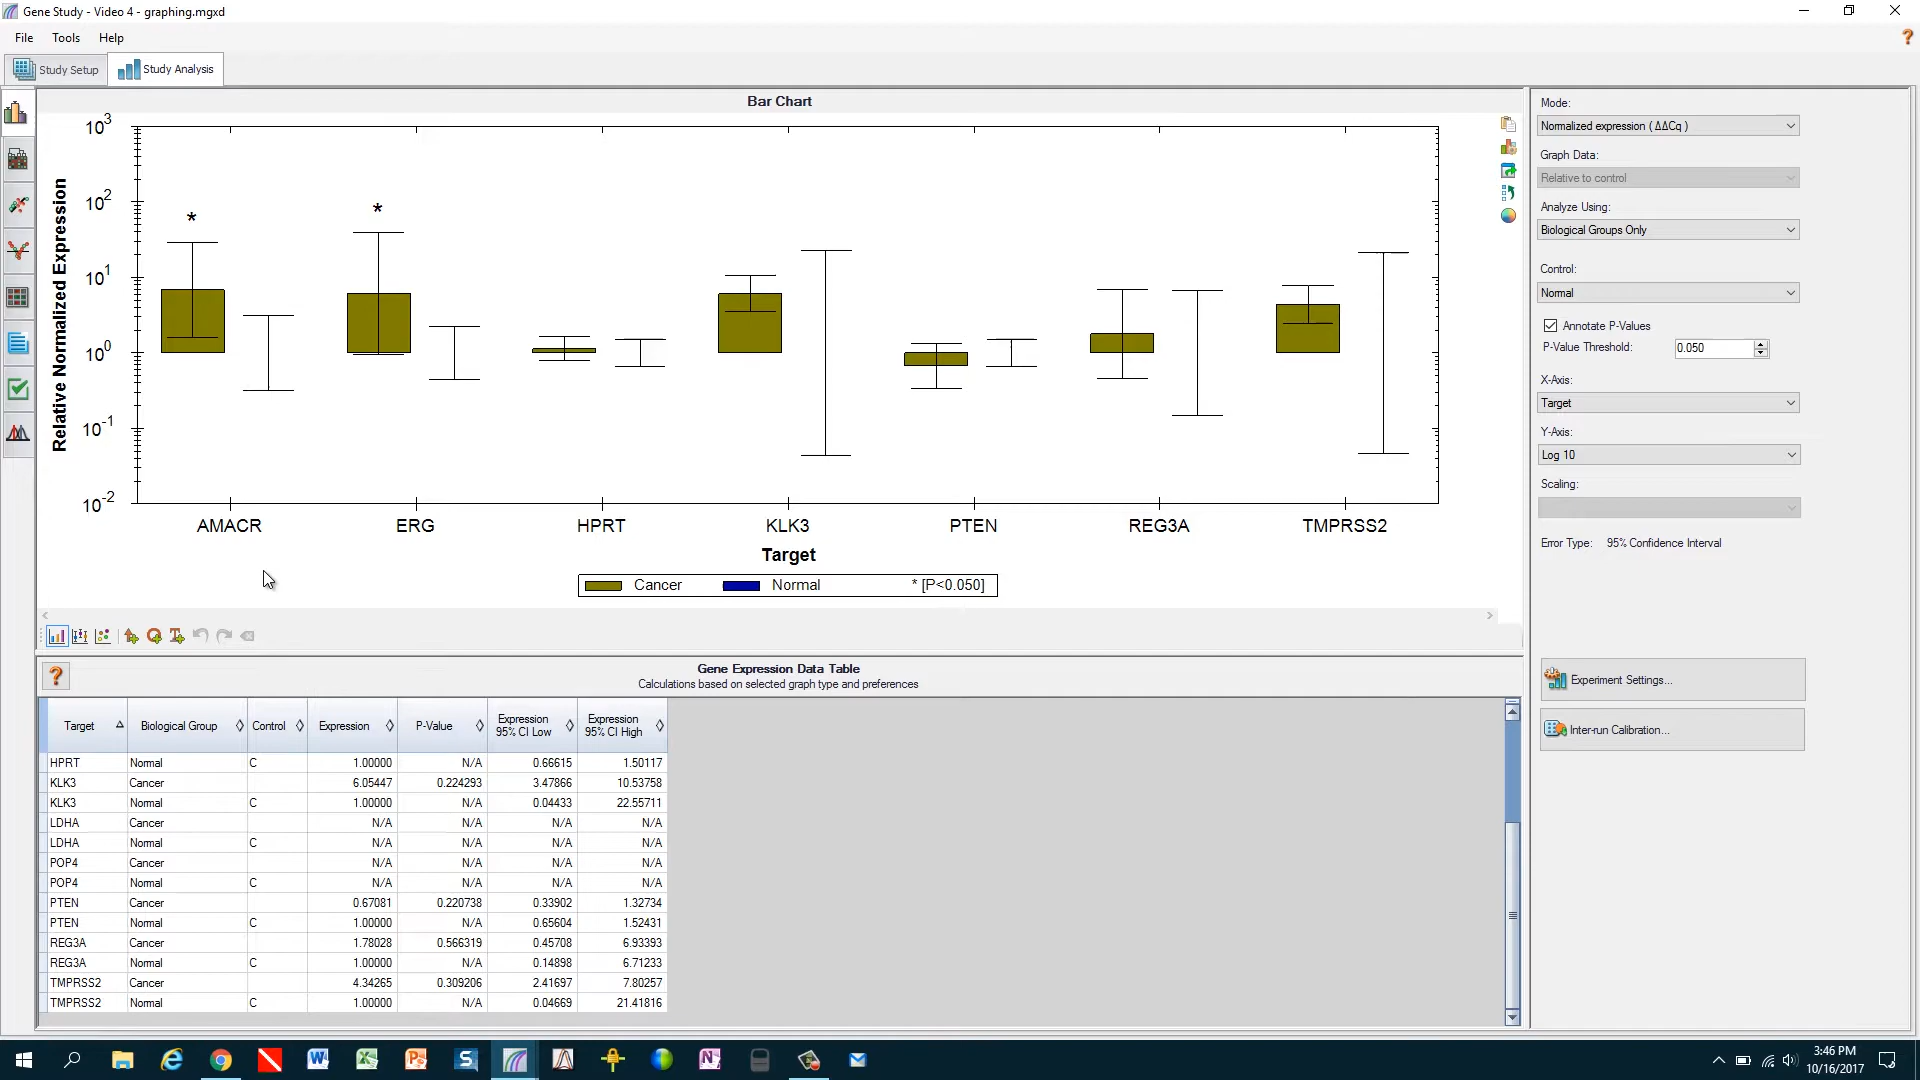 Gene Study - Video 4 - graphing.mgxd
File Tools Help
Study Setup Study Analysis
Bar Chart
10^3
10^2
10^1
10^0
10^-1
10^-2
Relative Normalized Expression
* *
AMACR ERG HPRT KLK3 PTEN REG3A TMPRSS2
Target
Cancer Normal * [P<0.050]
Mode:
Normalized expression ( ΔΔCq )
Graph Data:
Relative to control
Analyze Using:
Biological Groups Only
Control:
Normal
Annotate P-Values
P-Value Threshold: 0.050
X-Axis:
Target
Y-Axis:
Log 10
Scaling:
Error Type: 95% Confidence Interval
Experiment Settings...
Inter-run Calibration...
Gene Expression Data Table
Calculations based on selected graph type and preferences
Target Biological Group Control Expression P-Value Expression 95% CI Low Expression 95% CI High
HPRT Normal C 1.00000 N/A 0.66615 1.50117
KLK3 Cancer 6.05447 0.224293 3.47866 10.53758
KLK3 Normal C 1.00000 N/A 0.04433 22.55711
LDHA Cancer N/A N/A N/A N/A
LDHA Normal C N/A N/A N/A N/A
POP4 Cancer N/A N/A N/A N/A
POP4 Normal C N/A N/A N/A N/A
PTEN Cancer 0.67081 0.220738 0.33902 1.32734
PTEN Normal C 1.00000 N/A 0.65604 1.52431
REG3A Cancer 1.78028 0.566319 0.45708 6.93393
REG3A Normal C 1.00000 N/A 0.14898 6.71233
TMPRSS2 Cancer 4.34265 0.309206 2.41697 7.80257
TMPRSS2 Normal C 1.00000 N/A 0.04669 21.41816
3:46 PM
10/16/2017